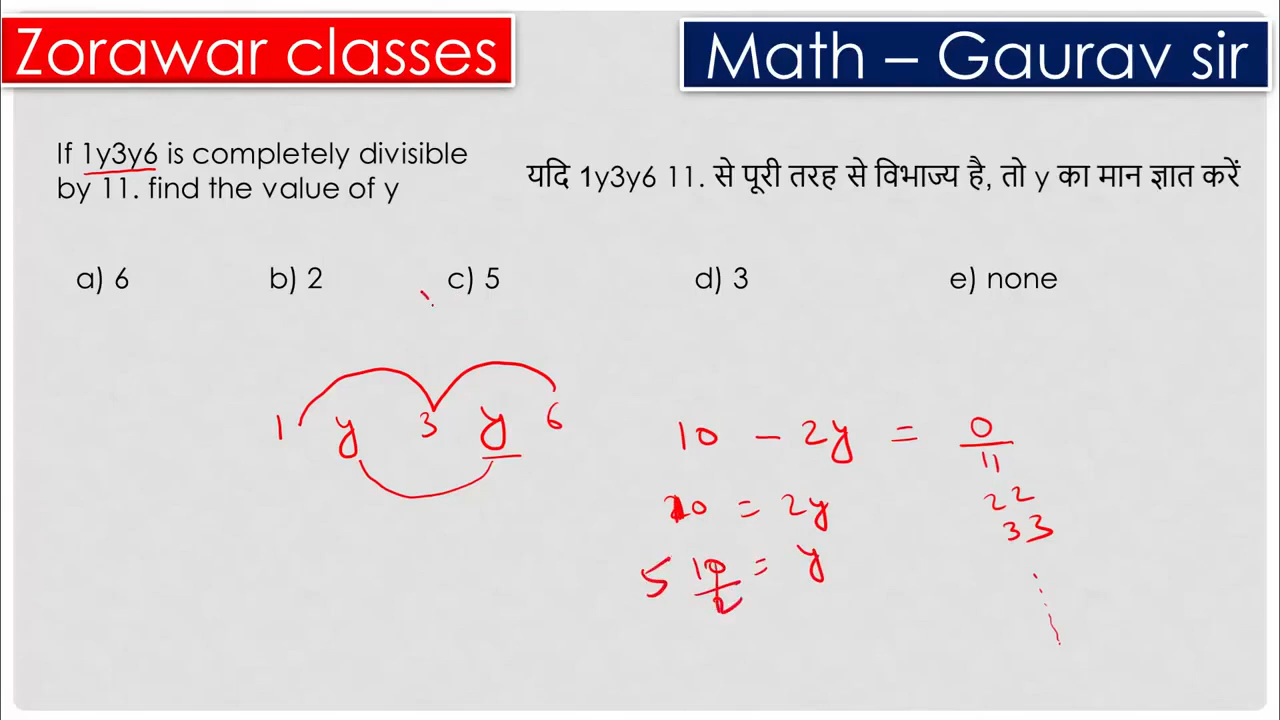 Zorawar classes
Math – Gaurav sir
If 1y3y6 is completely divisible
by 11. find the value of y
यदि 1y3y6 11. से पूरी तरह से विभाज्य है, तो y का मान ज्ञात करें
a) 6 b) 2 c) 5 d) 3 e) none
1 y 3 y 6
10 – 2y = 0
11
22
33
10 = 2y
5 10/2 = y